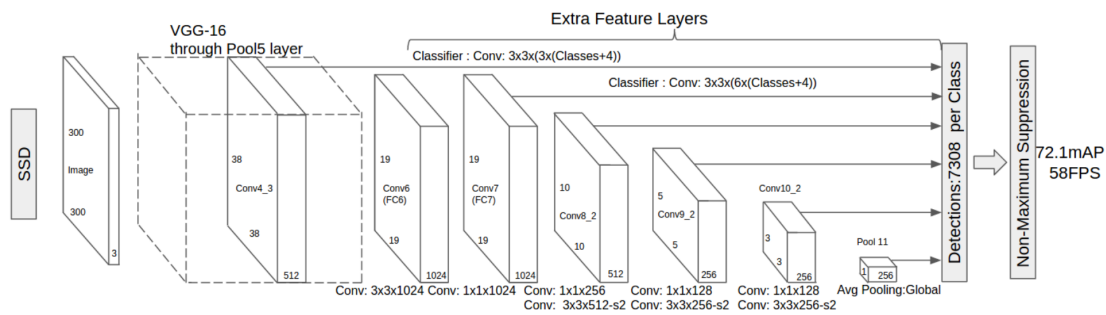 Extra Feature Layers
VGG-16
through Pool5 layer
Classifier : Conv: 3x3x(3x(Classes+4))
Classifier : Conv: 3x3x(6x(Classes+4))
SSD
300
Image
300
3
38
Conv4_3
38
512
19
Conv6
(FC6)
19
1024
19
Conv7
(FC7)
19
1024
10
Conv8_2
10
512
5
Conv9_2
5
256
Conv10_2
3
3
256
Pool 11
1
256
Avg Pooling:Global
Conv: 3x3x1024
Conv: 1x1x1024
Conv: 1x1x256
Conv: 3x3x512-s2
Conv: 1x1x128
Conv: 3x3x256-s2
Conv: 1x1x128
Conv: 3x3x256-s2
Detections:7308 per Class
Non-Maximum Suppression
72.1mAP
58FPS